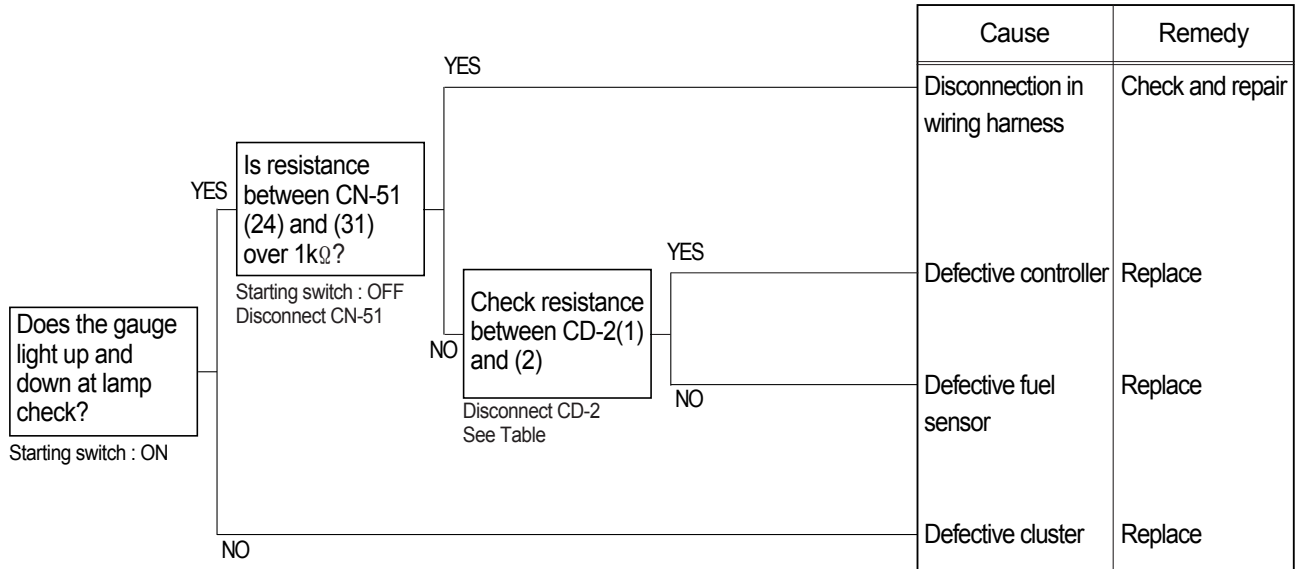 Cause
Remedy
YES
Disconnection in
wiring harness
Check and repair
YES
Is resistance
between CN-51
(24) and (31)
over 1kΩ?
Starting switch : OFF
Disconnect CN-51
YES
Defective controller
Replace
Does the gauge
light up and
down at lamp
check?
Starting switch : ON
NO
Check resistance
between CD-2(1)
and (2)
Disconnect CD-2
See Table
NO
Defective fuel
sensor
Replace
NO
Defective cluster
Replace